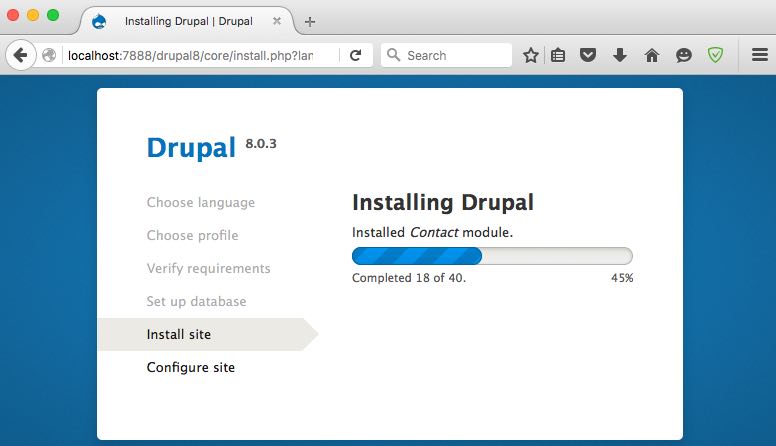 Installing Drupal | Drupal
localhost:7888/drupal8/core/install.php?lan
Search
Drupal 8.0.3
Choose language
Choose profile
Verify requirements
Set up database
Install site
Configure site
Installing Drupal
Installed Contact module.
Completed 18 of 40. 45%